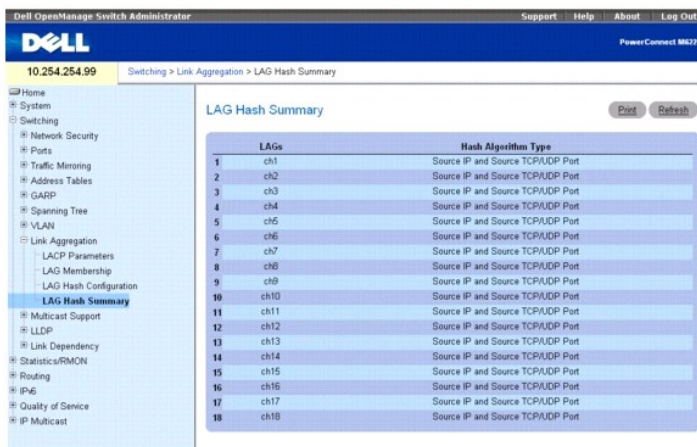 Dell OpenManage Switch Administrator
Support Help About Log Out
DELL
PowerConnect M622
10.254.254.99
Switching > Link Aggregation > LAG Hash Summary
Home
System
Switching
Network Security
Ports
Traffic Mirroring
Address Tables
GARP
Spanning Tree
VLAN
Link Aggregation
LACP Parameters
LAG Membership
LAG Hash Configuration
LAG Hash Summary
Multicast Support
LLDP
Link Dependency
Statistics/RMON
Routing
IPv6
Quality of Service
IP Multicast
LAG Hash Summary
Print Refresh
LAGs Hash Algorithm Type
1 ch1 Source IP and Source TCP/UDP Port
2 ch2 Source IP and Source TCP/UDP Port
3 ch3 Source IP and Source TCP/UDP Port
4 ch4 Source IP and Source TCP/UDP Port
5 ch5 Source IP and Source TCP/UDP Port
6 ch6 Source IP and Source TCP/UDP Port
7 ch7 Source IP and Source TCP/UDP Port
8 ch8 Source IP and Source TCP/UDP Port
9 ch9 Source IP and Source TCP/UDP Port
10 ch10 Source IP and Source TCP/UDP Port
11 ch11 Source IP and Source TCP/UDP Port
12 ch12 Source IP and Source TCP/UDP Port
13 ch13 Source IP and Source TCP/UDP Port
14 ch14 Source IP and Source TCP/UDP Port
15 ch15 Source IP and Source TCP/UDP Port
16 ch16 Source IP and Source TCP/UDP Port
17 ch17 Source IP and Source TCP/UDP Port
18 ch18 Source IP and Source TCP/UDP Port